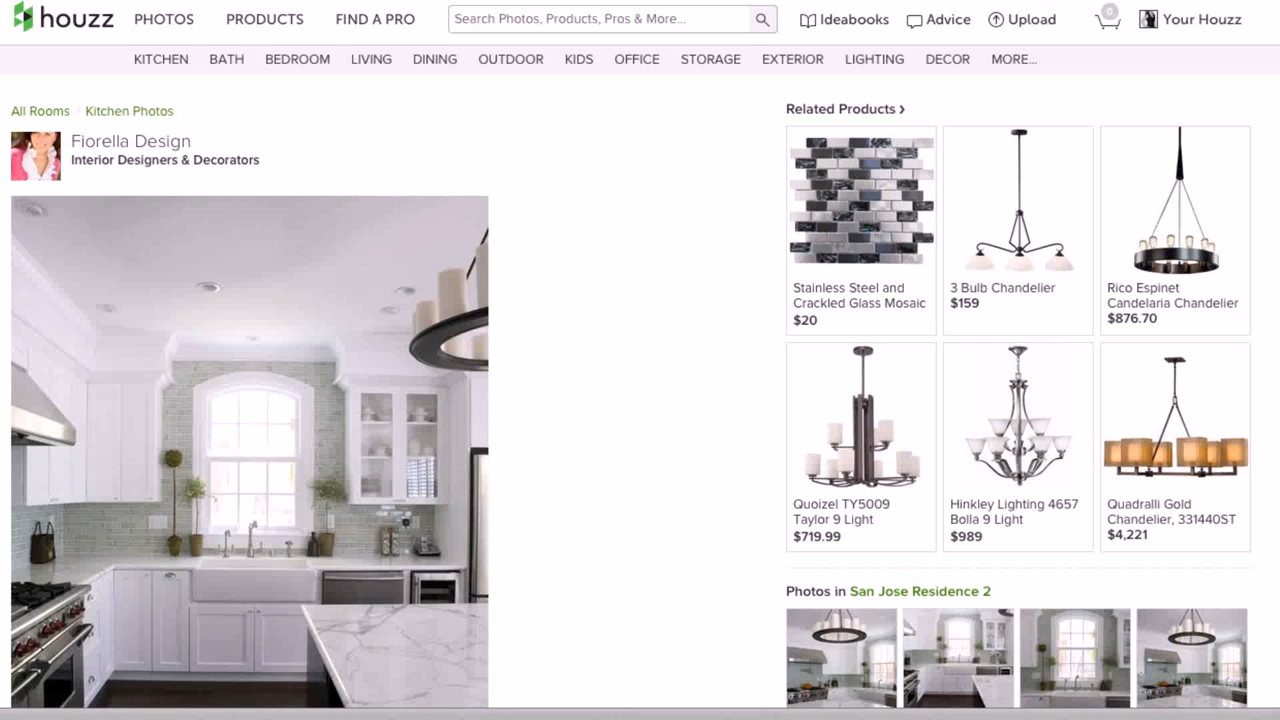 houzz
PHOTOS
PRODUCTS
FIND A PRO
Search Photos, Products, Pros & More...
Ideabooks
Advice
Upload
0
Your Houzz
KITCHEN
BATH
BEDROOM
LIVING
DINING
OUTDOOR
KIDS
OFFICE
STORAGE
EXTERIOR
LIGHTING
DECOR
MORE...
All Rooms / Kitchen Photos
Fiorella Design
Interior Designers & Decorators
Related Products ›
Stainless Steel and
Crackled Glass Mosaic
$20
3 Bulb Chandelier
$159
Rico Espinet
Candelaria Chandelier
$876.70
Quoizel TY5009
Taylor 9 Light
$719.99
Hinkley Lighting 4657
Bolla 9 Light
$989
Quadralli Gold
Chandelier, 331440ST
$4,221
Photos in San Jose Residence 2